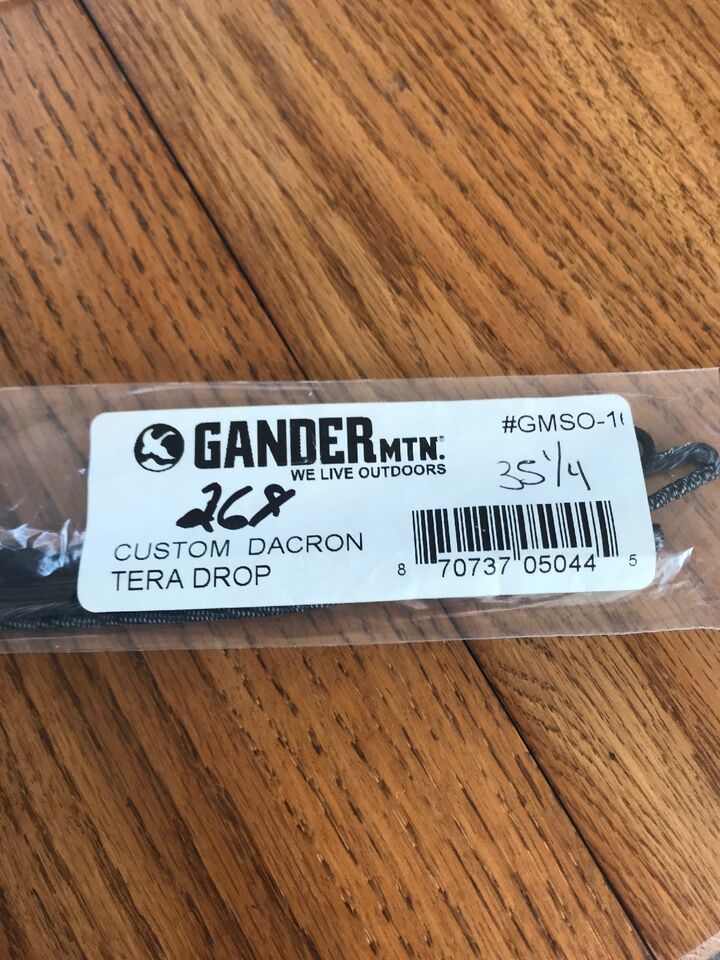 GANDER MTN.
WE LIVE OUTDOORS
#GMSO-1
35 1/4
268
CUSTOM DACRON
TERA DROP
8 70737 05044 5